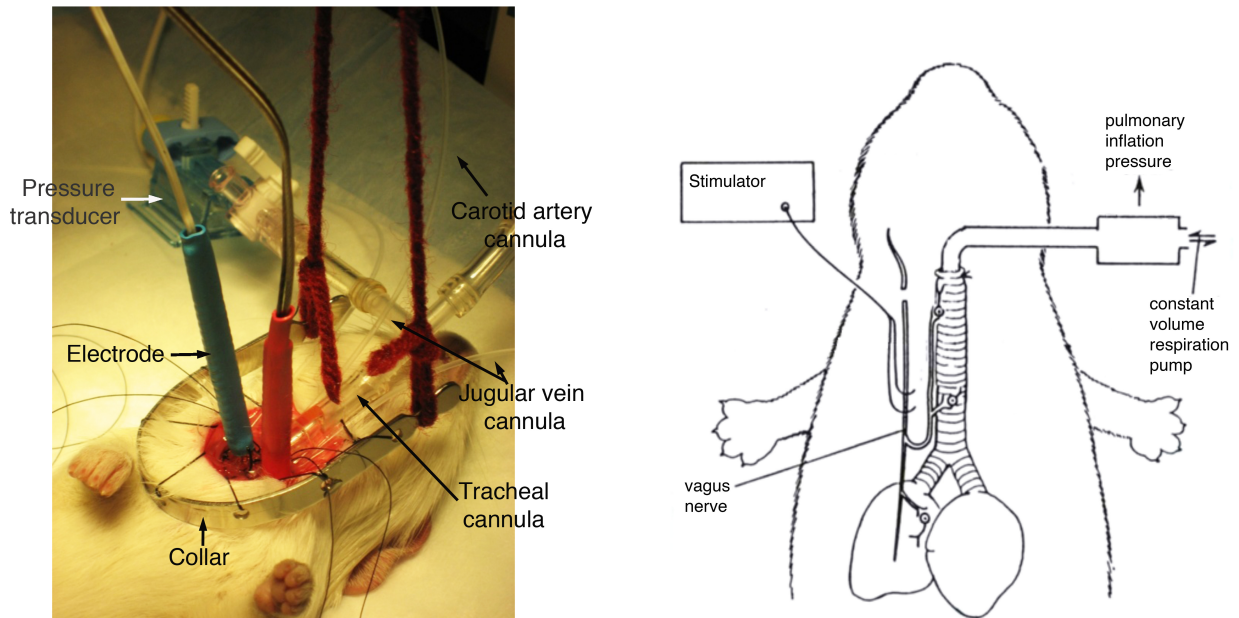 Pressure
transducer
Carotid artery
cannula
Electrode
Jugular vein
cannula
Tracheal
cannula
Collar
Stimulator
pulmonary
inflation
pressure
constant
volume
respiration
pump
vagus
nerve